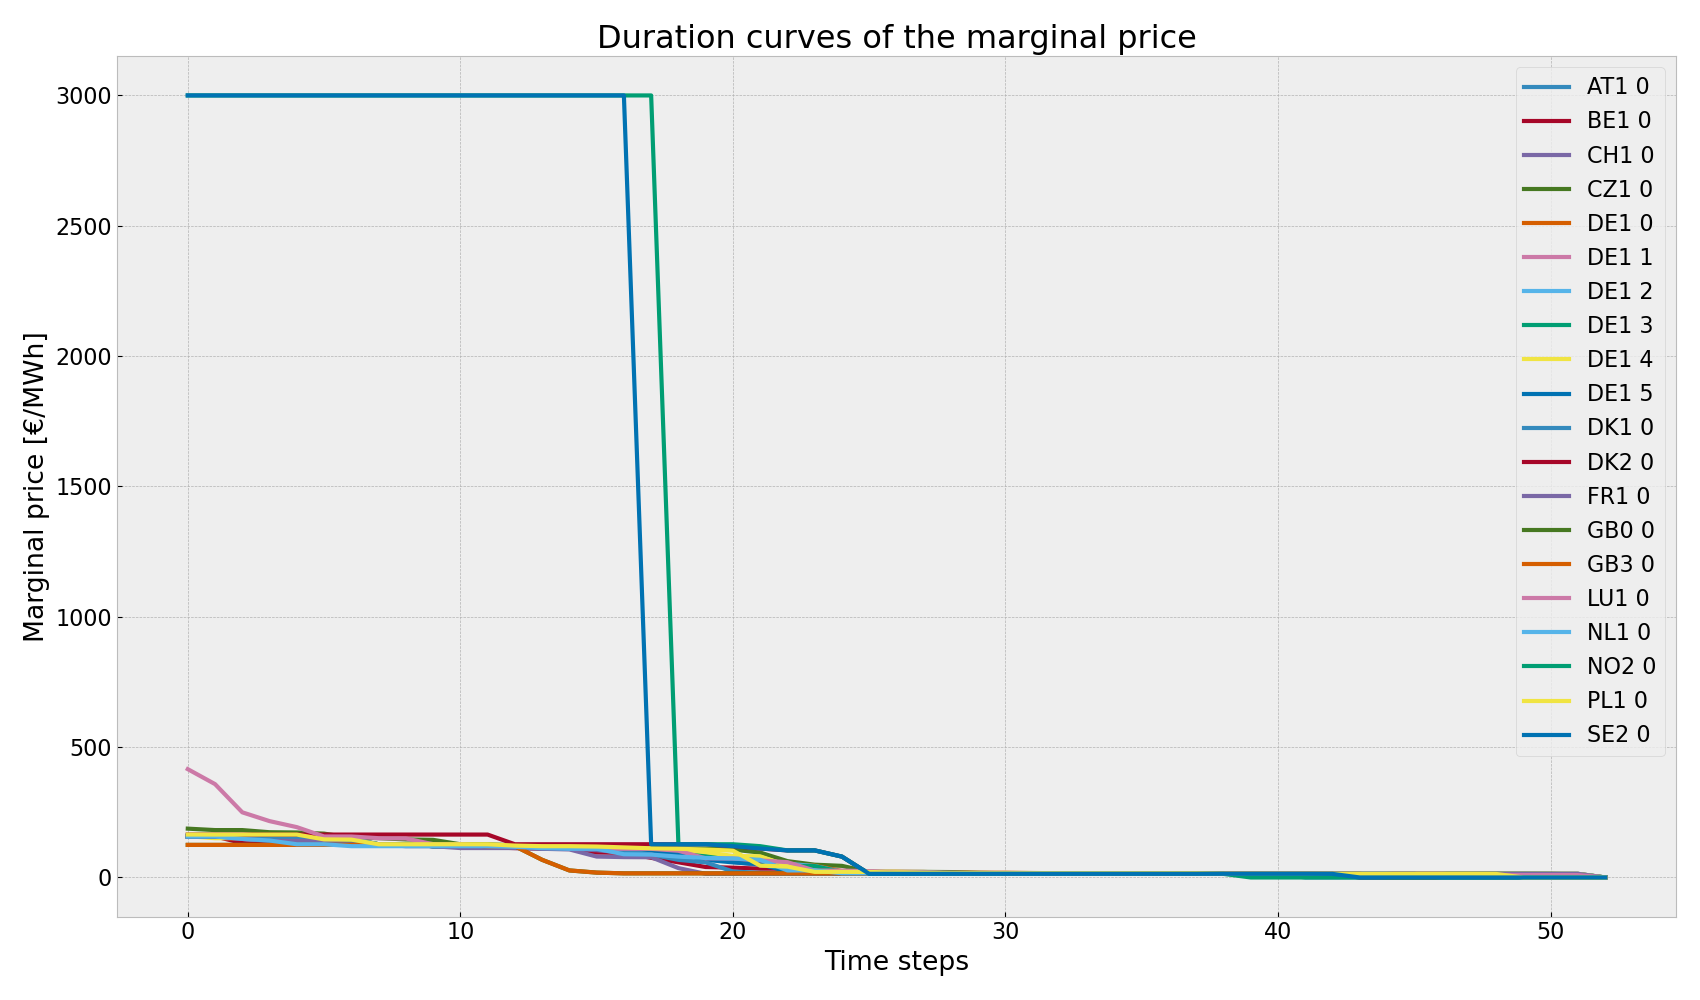 Duration curves of the marginal price
Marginal price [€/MWh]
3000
2500
2000
1500
1000
500
0
0 10 20 30 40 50
Time steps
AT1 0
BE1 0
CH1 0
CZ1 0
DE1 0
DE1 1
DE1 2
DE1 3
DE1 4
DE1 5
DK1 0
DK2 0
FR1 0
GB0 0
GB3 0
LU1 0
NL1 0
NO2 0
PL1 0
SE2 0